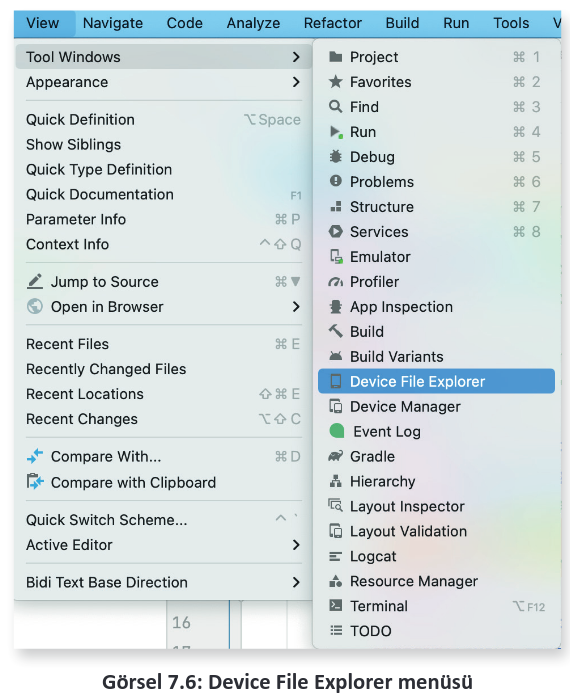 View Navigate Code Analyze Refactor Build Run Tools V
Tool Windows
Appearance
Quick Definition ⌥Space
Show Siblings
Quick Type Definition
Quick Documentation F1
Parameter Info ⌘P
Context Info ^⇧Q
Jump to Source ⌘▼
Open in Browser
Recent Files ⌘E
Recently Changed Files
Recent Locations ⇧⌘E
Recent Changes ⌥⇧C
Compare With... ⌘D
Compare with Clipboard
Quick Switch Scheme... ^`
Active Editor
Bidi Text Base Direction
Project ⌘1
Favorites ⌘2
Find ⌘3
Run ⌘4
Debug ⌘5
Problems ⌘6
Structure ⌘7
Services ⌘8
Emulator
Profiler
App Inspection
Build
Build Variants
Device File Explorer
Device Manager
Event Log
Gradle
Hierarchy
Layout Inspector
Layout Validation
Logcat
Resource Manager
Terminal ⌥F12
TODO
16
Görsel 7.6: Device File Explorer menüsü